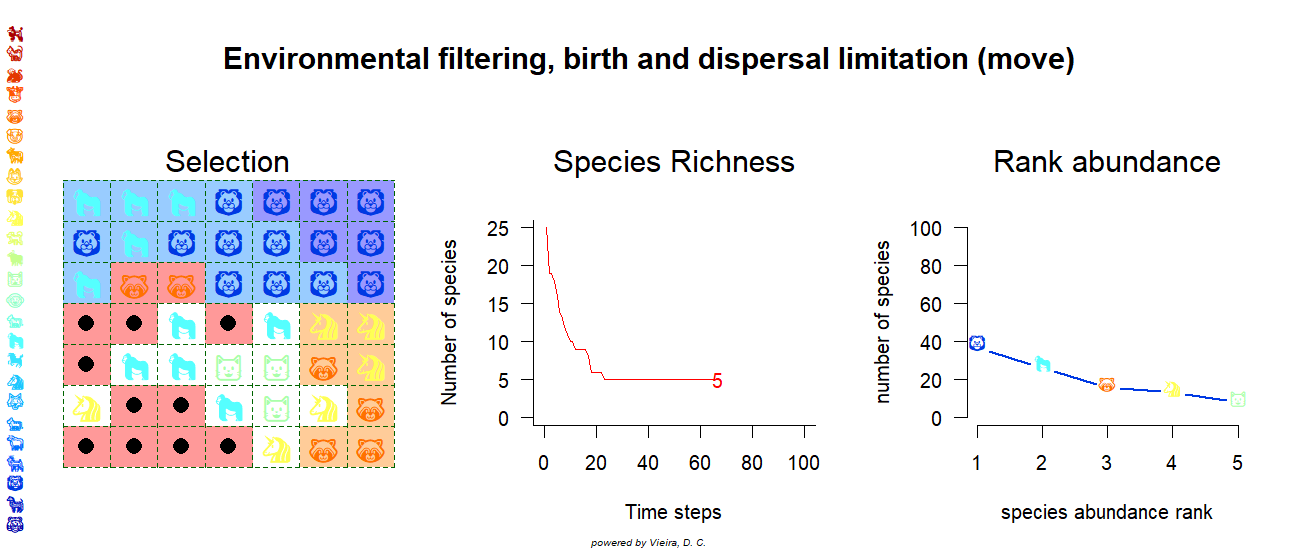 Environmental filtering, birth and dispersal limitation (move)
Selection
Species Richness
Number of species
25
20
15
10
5
0
5
0 20 40 60 80 100
Time steps
Rank abundance
number of species
100
80
60
40
20
0
1 2 3 4 5
species abundance rank
powered by Vieira, D. C.